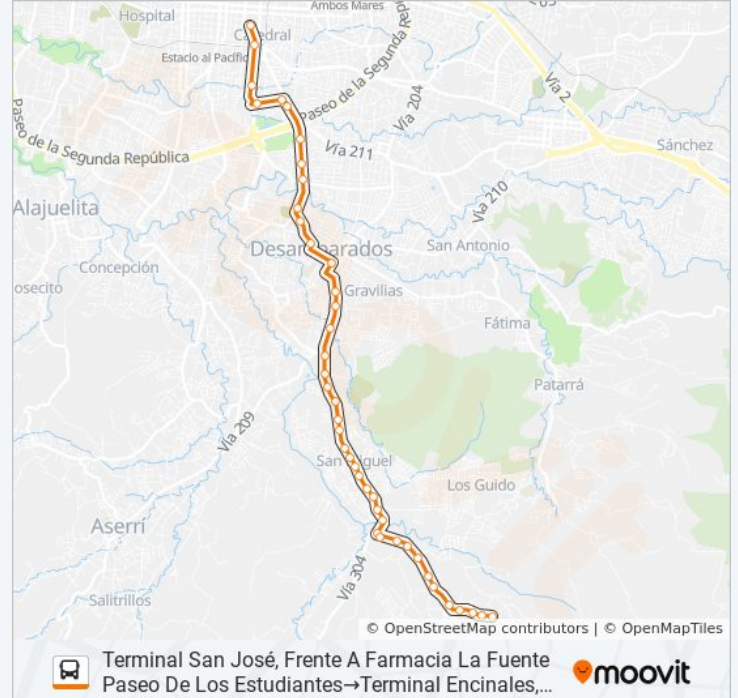 Ambos Mares
Hospital
Catedral
Estacio al Pacífic
Paseo de la Segunda Repú
Vía 204
Vía 2
Paseo de la Segunda República
Vía 211
Sánchez
Vía 210
Alajuelita
Desamparados
San Antonio
Concepción
osecito
Gravilias
Fátima
Patarrá
Vía 209
San Miguel
Los Guido
Aserrí
Vía 304
Salitrillos
© OpenStreetMap contributors | © OpenMapTiles
Terminal San José, Frente A Farmacia La Fuente
Paseo De Los Estudiantes→Terminal Encinales,...
moovit